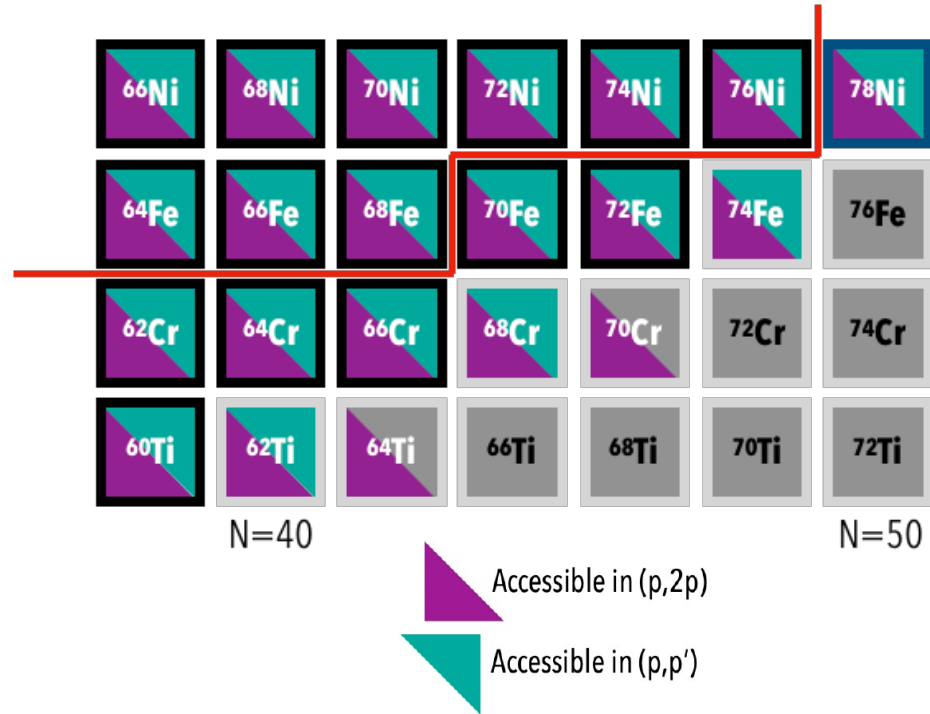 66Ni 68Ni 70Ni 72Ni 74Ni 76Ni 78Ni
64Fe 66Fe 68Fe 70Fe 72Fe 74Fe 76Fe
62Cr 64Cr 66Cr 68Cr 70Cr 72Cr 74Cr
60Ti 62Ti 64Ti 66Ti 68Ti 70Ti 72Ti
N=40 N=50
Accessible in (p,2p)
Accessible in (p,p′)